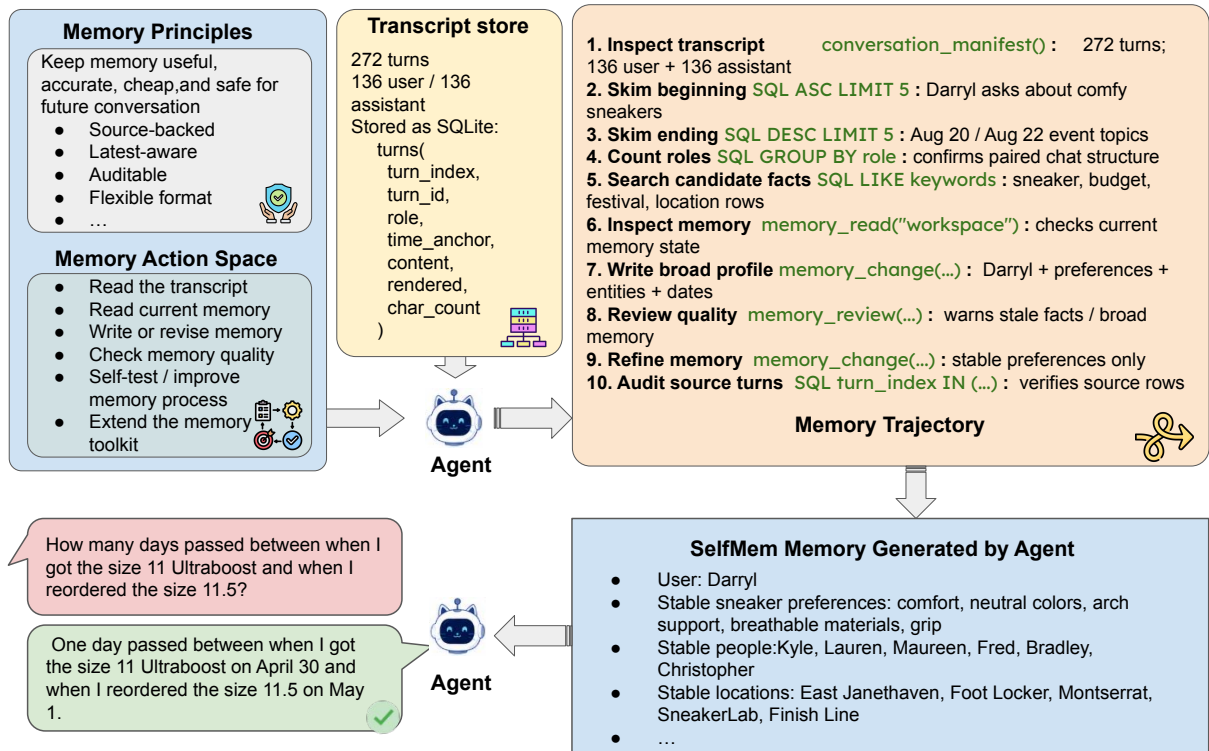 Memory Principles
Keep memory useful,
accurate, cheap,and safe for
future conversation
● Source-backed
● Latest-aware
● Auditable
● Flexible format
● …
Memory Action Space
● Read the transcript
● Read current memory
● Write or revise memory
● Check memory quality
● Self-test / improve
memory process
● Extend the memory
toolkit
Transcript store
272 turns
136 user / 136
assistant
Stored as SQLite:
turns(
turn_index,
turn_id,
role,
time_anchor,
content,
rendered,
char_count
)
Agent
1. Inspect transcript conversation_manifest() : 272 turns;
136 user + 136 assistant
2. Skim beginning SQL ASC LIMIT 5 : Darryl asks about comfy
sneakers
3. Skim ending SQL DESC LIMIT 5 : Aug 20 / Aug 22 event topics
4. Count roles SQL GROUP BY role : confirms paired chat structure
5. Search candidate facts SQL LIKE keywords : sneaker, budget,
festival, location rows
6. Inspect memory memory_read("workspace") : checks current
memory state
7. Write broad profile memory_change(...) : Darryl + preferences +
entities + dates
8. Review quality memory_review(...) : warns stale facts / broad
memory
9. Refine memory memory_change(...) : stable preferences only
10. Audit source turns SQL turn_index IN (...) : verifies source rows
Memory Trajectory
SelfMem Memory Generated by Agent
● User: Darryl
● Stable sneaker preferences: comfort, neutral colors, arch
support, breathable materials, grip
● Stable people:Kyle, Lauren, Maureen, Fred, Bradley,
Christopher
● Stable locations: East Janethaven, Foot Locker, Montserrat,
SneakerLab, Finish Line
● …
How many days passed between when I
got the size 11 Ultraboost and when I
reordered the size 11.5?
One day passed between when I got
the size 11 Ultraboost on April 30 and
when I reordered the size 11.5 on May
1.
Agent